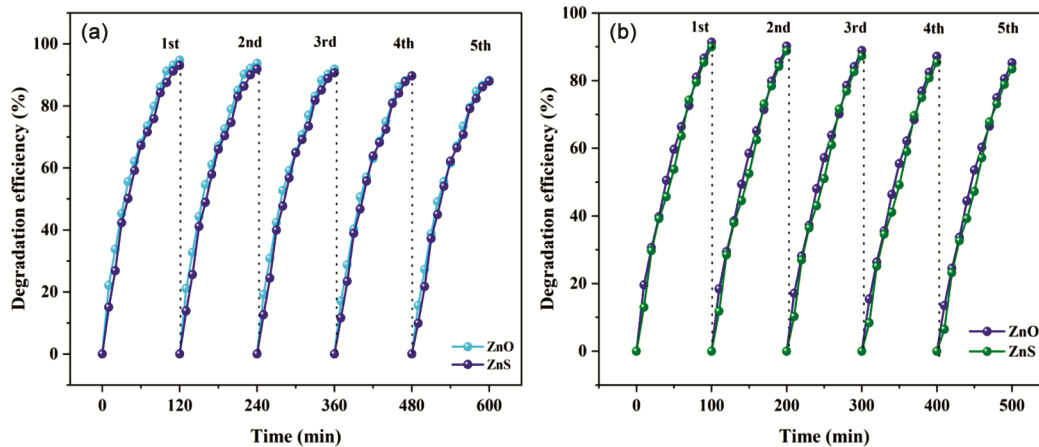 (a)
1st 2nd 3rd 4th 5th
100
80
60
40
20
0
Degradation efficiency (%)
ZnO
ZnS
0 120 240 360 480 600
Time (min)
(b)
1st 2nd 3rd 4th 5th
100
80
60
40
20
0
Degradation efficiency (%)
ZnO
ZnS
0 100 200 300 400 500
Time (min)